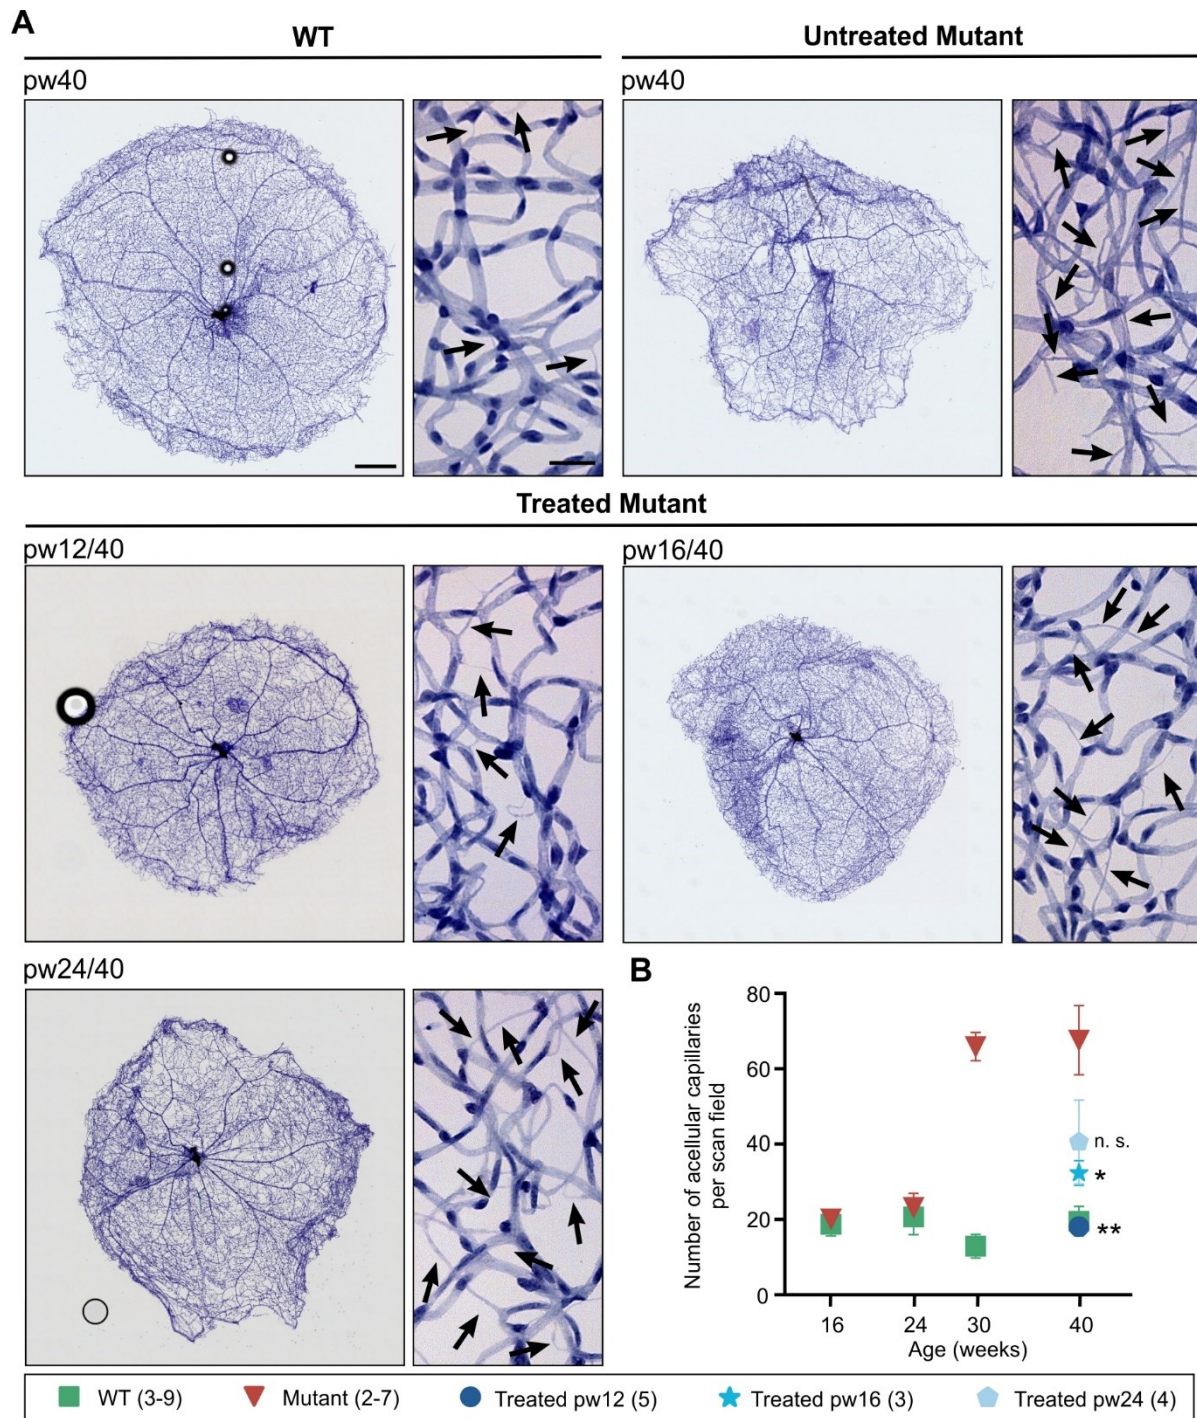 A
WT
Untreated Mutant
pw40
pw40
Treated Mutant
pw12/40
pw16/40
pw24/40
B
Number of acellular capillaries
per scan field
80
60
40
20
0
n. s.
*
**
16
24
30
40
Age (weeks)
WT (3-9)
Mutant (2-7)
Treated pw12 (5)
Treated pw16 (3)
Treated pw24 (4)